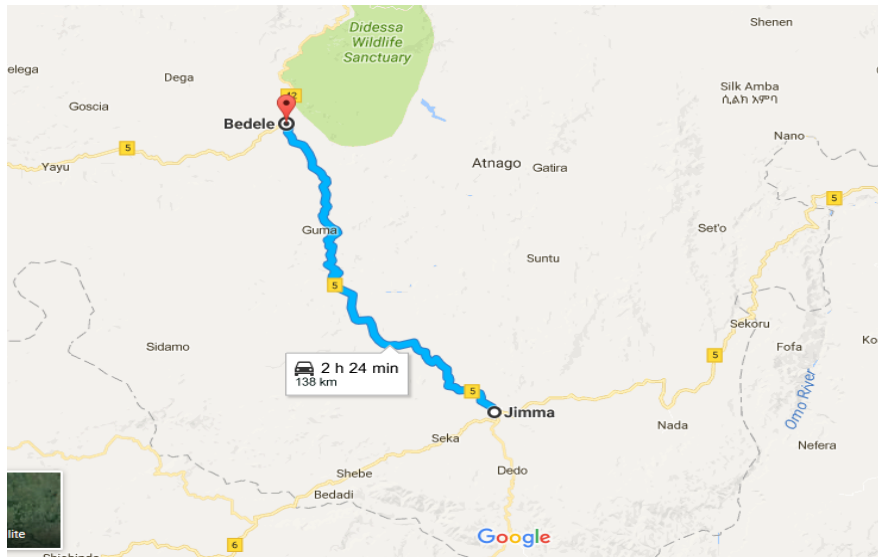 Shenen
Didessa
Wildlife
Sanctuary
elega
Dega
Silk Amba
ሲልከ አምባ
Goscia
42
Bedele
Nano
5
Atnago
Gatira
Yayu
5
Guma
Set'o
Suntu
5
Sekoru
Sidamo
Fofa
Ko
5
2 h 24 min
138 km
5
Jimma
Omo River
Seka
Nada
Nefera
Shebe
Dedo
Bedadi
lite
Google
6